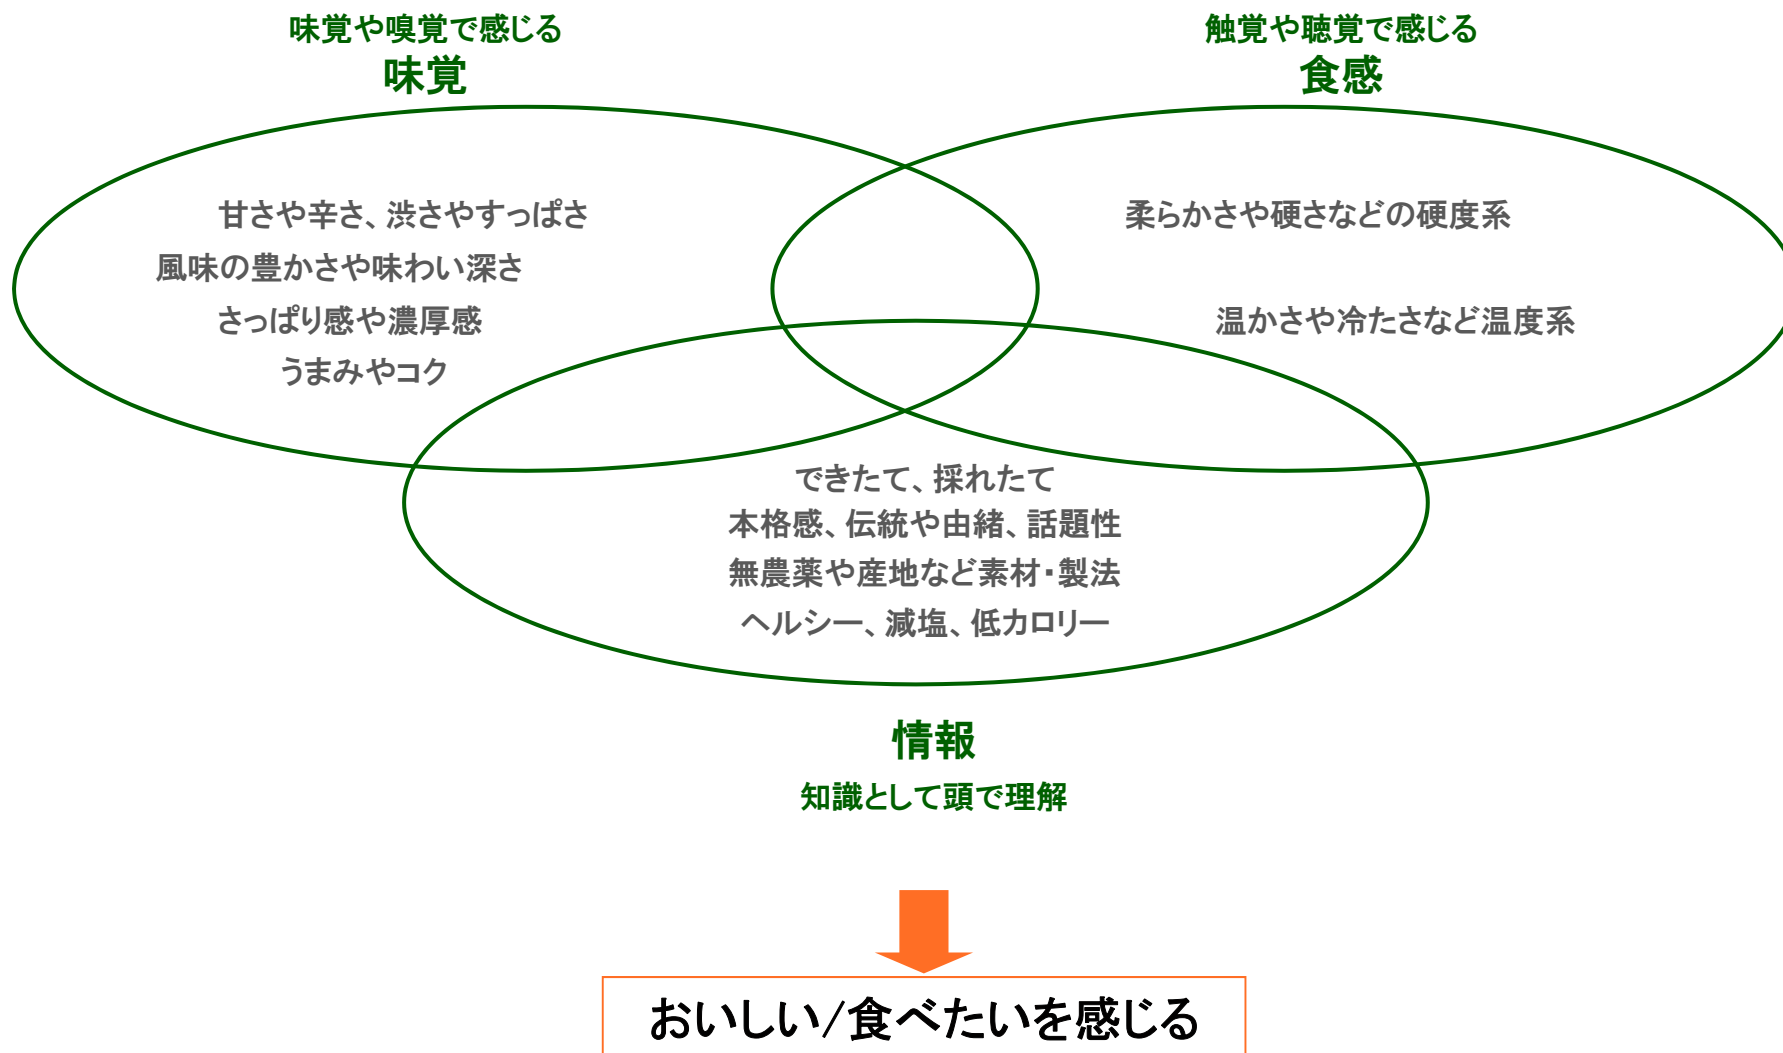 味覚や嗅覚で感じる
味覚
触覚や聴覚で感じる
食感
甘さや辛さ、渋さやすっぱさ
風味の豊かさや味わい深さ
さっぱり感や濃厚感
うまみやコク
柔らかさや硬さなどの硬度系
温かさや冷たさなど温度系
できたて、採れたて
本格感、伝統や由緒、話題性
無農薬や産地など素材・製法
ヘルシー、減塩、低カロリー
情報
知識として頭で理解
おいしい/食べたいを感じる